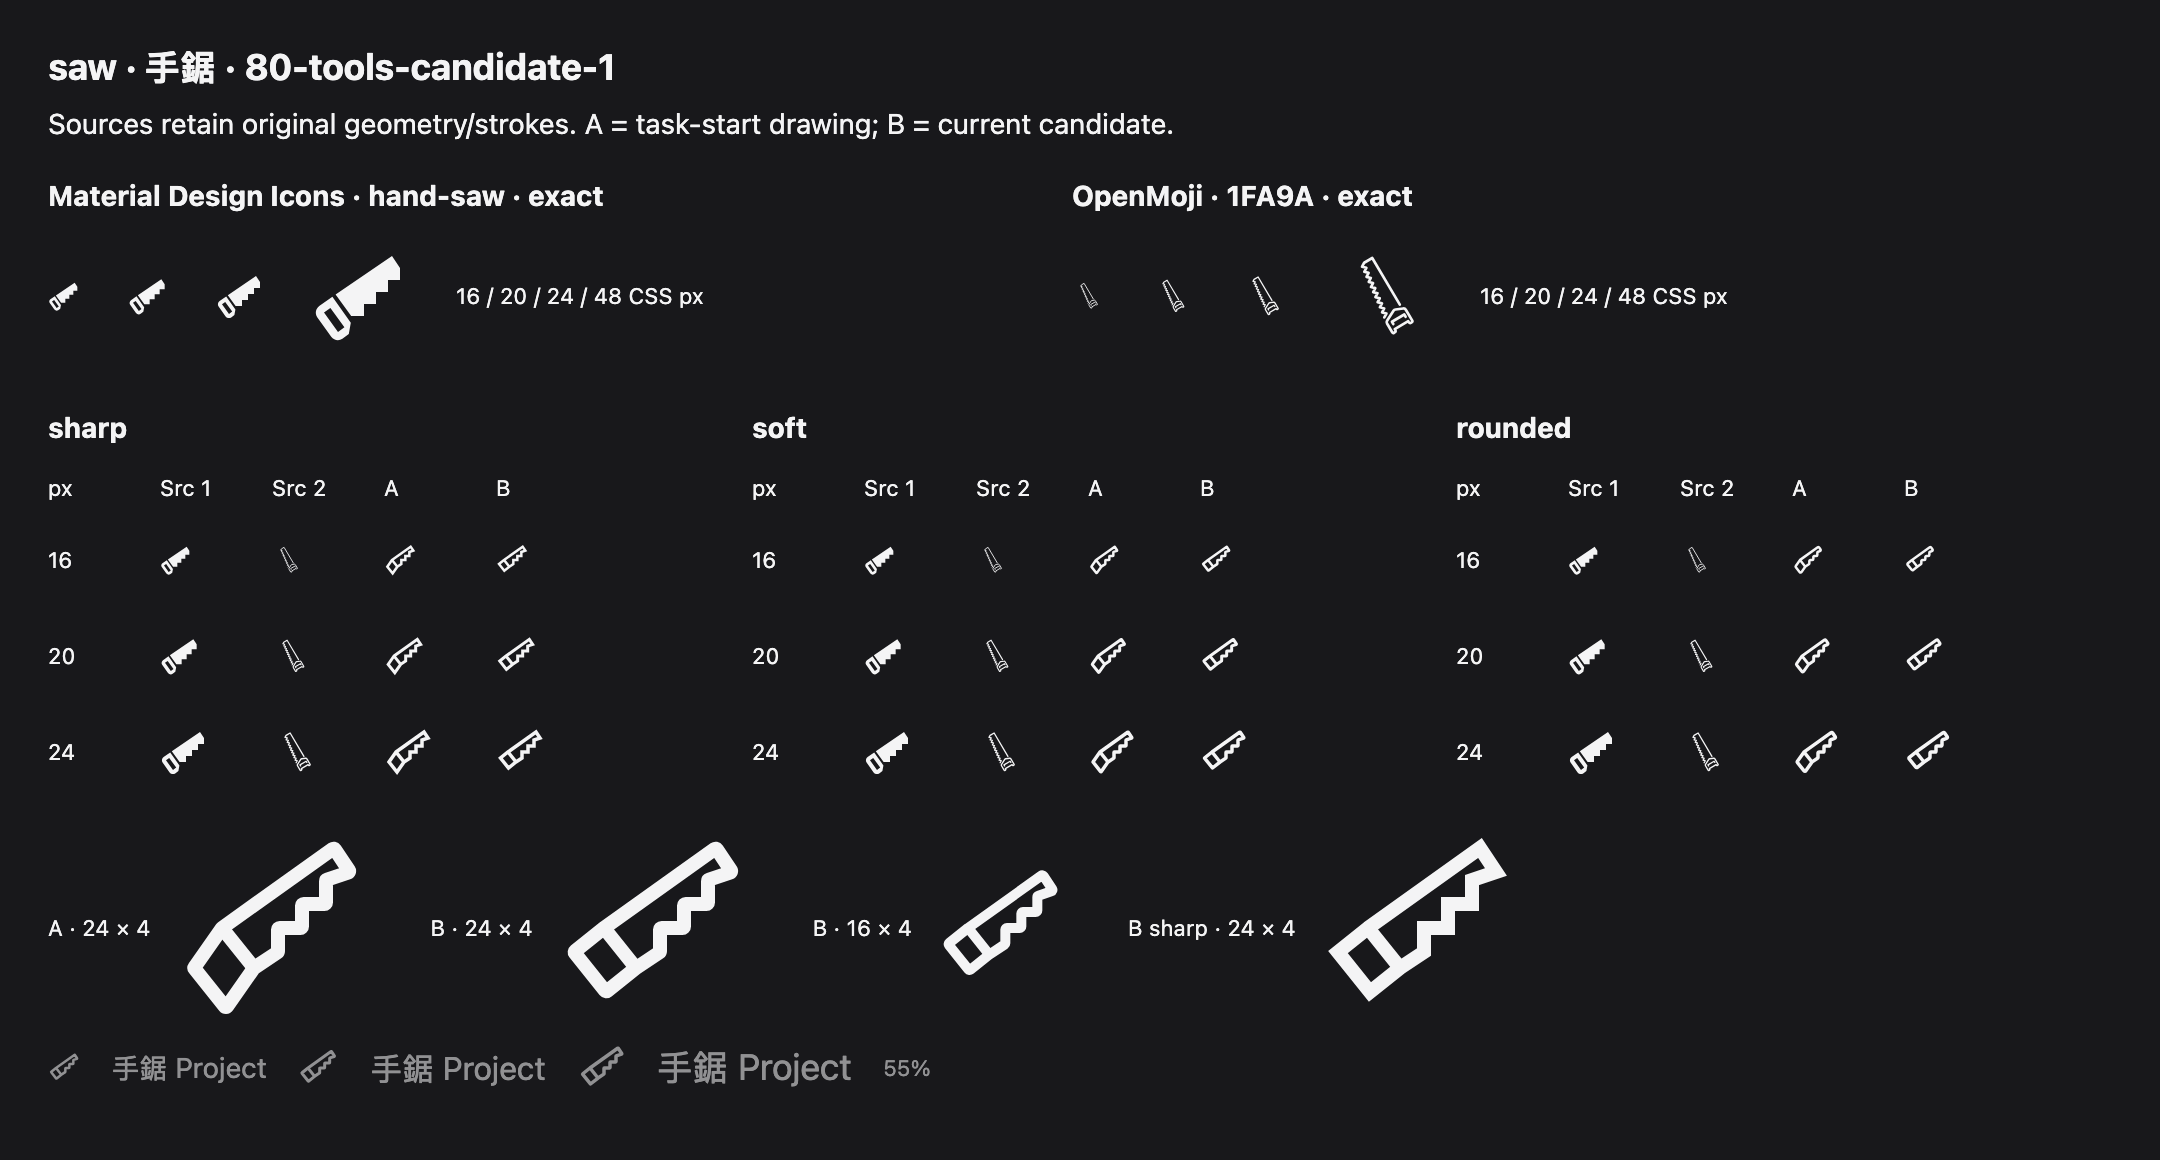 saw · 手鋸 · 80-tools-candidate-1
Sources retain original geometry/strokes. A = task-start drawing; B = current candidate.
Material Design Icons · hand-saw · exact
16 / 20 / 24 / 48 CSS px
OpenMoji · 1FA9A · exact
16 / 20 / 24 / 48 CSS px
sharp
px Src 1 Src 2 A B
16
20
24
soft
px Src 1 Src 2 A B
16
20
24
rounded
px Src 1 Src 2 A B
16
20
24
A · 24 × 4
B · 24 × 4
B · 16 × 4
B sharp · 24 × 4
手鋸 Project 手鋸 Project 手鋸 Project 55%